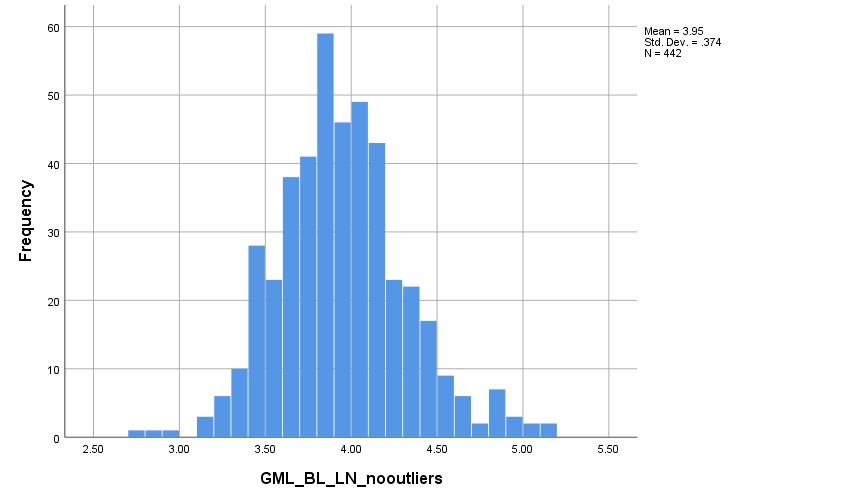 Mean = 3.95
Std. Dev. = .374
N = 442
60
50
40
30
20
10
0
Frequency
2.50 3.00 3.50 4.00 4.50 5.00 5.50
GML_BL_LN_nooutliers